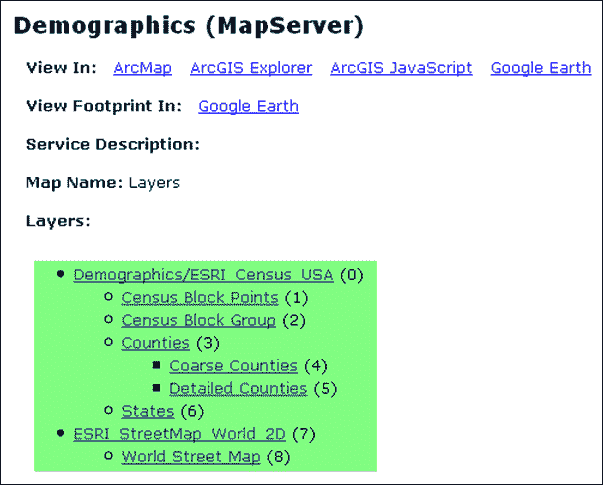 Demographics (MapServer)
View In: ArcMap ArcGIS Explorer ArcGIS JavaScript Google Earth
View Footprint In: Google Earth
Service Description:
Map Name: Layers
Layers:
Demographics/ESRI_Census_USA (0)
Census Block Points (1)
Census Block Group (2)
Counties (3)
Coarse Counties (4)
Detailed Counties (5)
States (6)
ESRI_StreetMap_World_2D (7)
World Street Map (8)